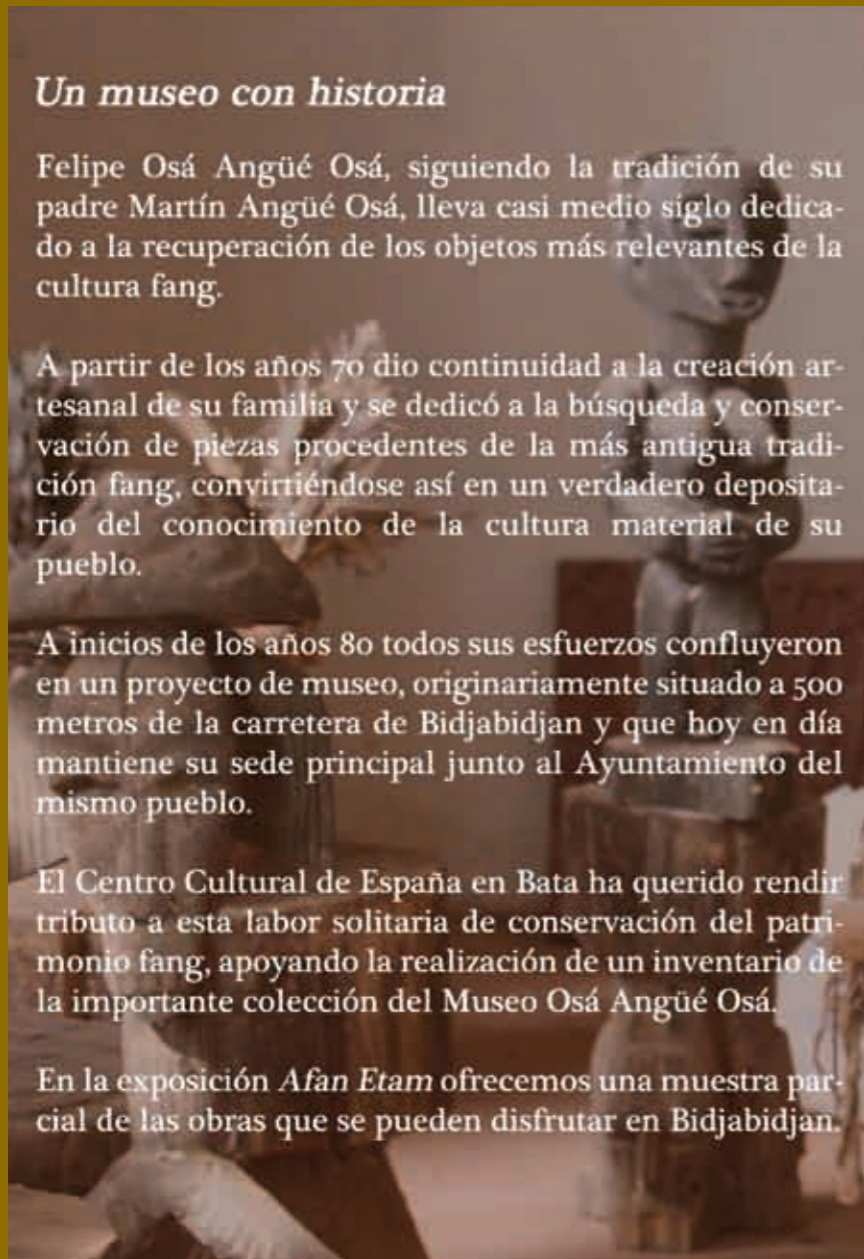 Un museo con historia
Felipe Osá Angüé Osá, siguiendo la tradición de su
padre Martín Angüé Osá, lleva casi medio siglo dedica-
do a la recuperación de los objetos más relevantes de la
cultura fang.
A partir de los años 70 dio continuidad a la creación ar-
tesanal de su familia y se dedicó a la búsqueda y conser-
vación de piezas procedentes de la más antigua tradi-
ción fang, convirtiéndose así en un verdadero deposita-
rio del conocimiento de la cultura material de su
pueblo.
A inicios de los años 80 todos sus esfuerzos confluyeron
en un proyecto de museo, originariamente situado a 500
metros de la carretera de Bidjabidjan y que hoy en día
mantiene su sede principal junto al Ayuntamiento del
mismo pueblo.
El Centro Cultural de España en Bata ha querido rendir
tributo a esta labor solitaria de conservación del patri-
monio fang, apoyando la realización de un inventario de
la importante colección del Museo Osá Angüé Osá.
En la exposición Afan Etam ofrecemos una muestra par-
cial de las obras que se pueden disfrutar en Bidjabidjan.